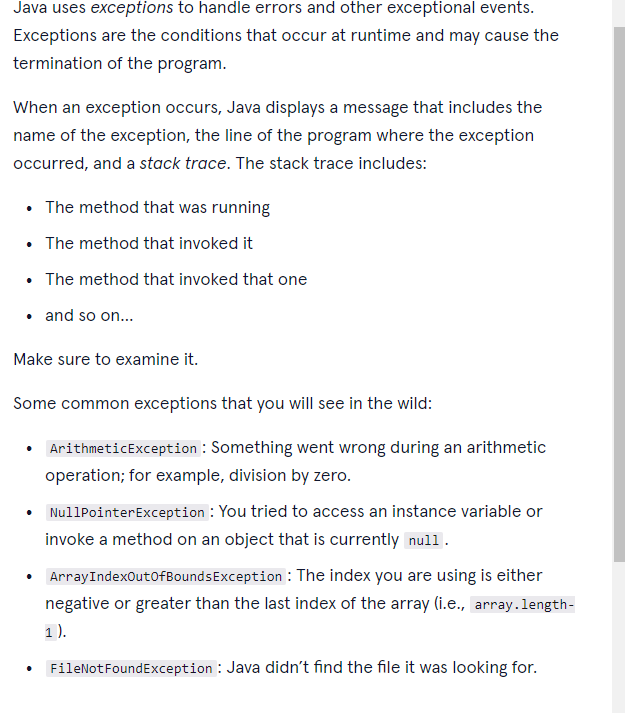 Java uses exceptions to handle errors and other exceptional events.
Exceptions are the conditions that occur at runtime and may cause the
termination of the program.
When an exception occurs, Java displays a message that includes the
name of the exception, the line of the program where the exception
occurred, and a stack trace. The stack trace includes:
• The method that was running
• The method that invoked it
• The method that invoked that one
• and so on…
Make sure to examine it.
Some common exceptions that you will see in the wild:
• ArithmeticException: Something went wrong during an arithmetic
operation; for example, division by zero.
• NullPointerException: You tried to access an instance variable or
invoke a method on an object that is currently null.
• ArrayIndexOutOfBoundsException: The index you are using is either
negative or greater than the last index of the array (i.e., array.length-
1).
• FileNotFoundException: Java didn’t find the file it was looking for.